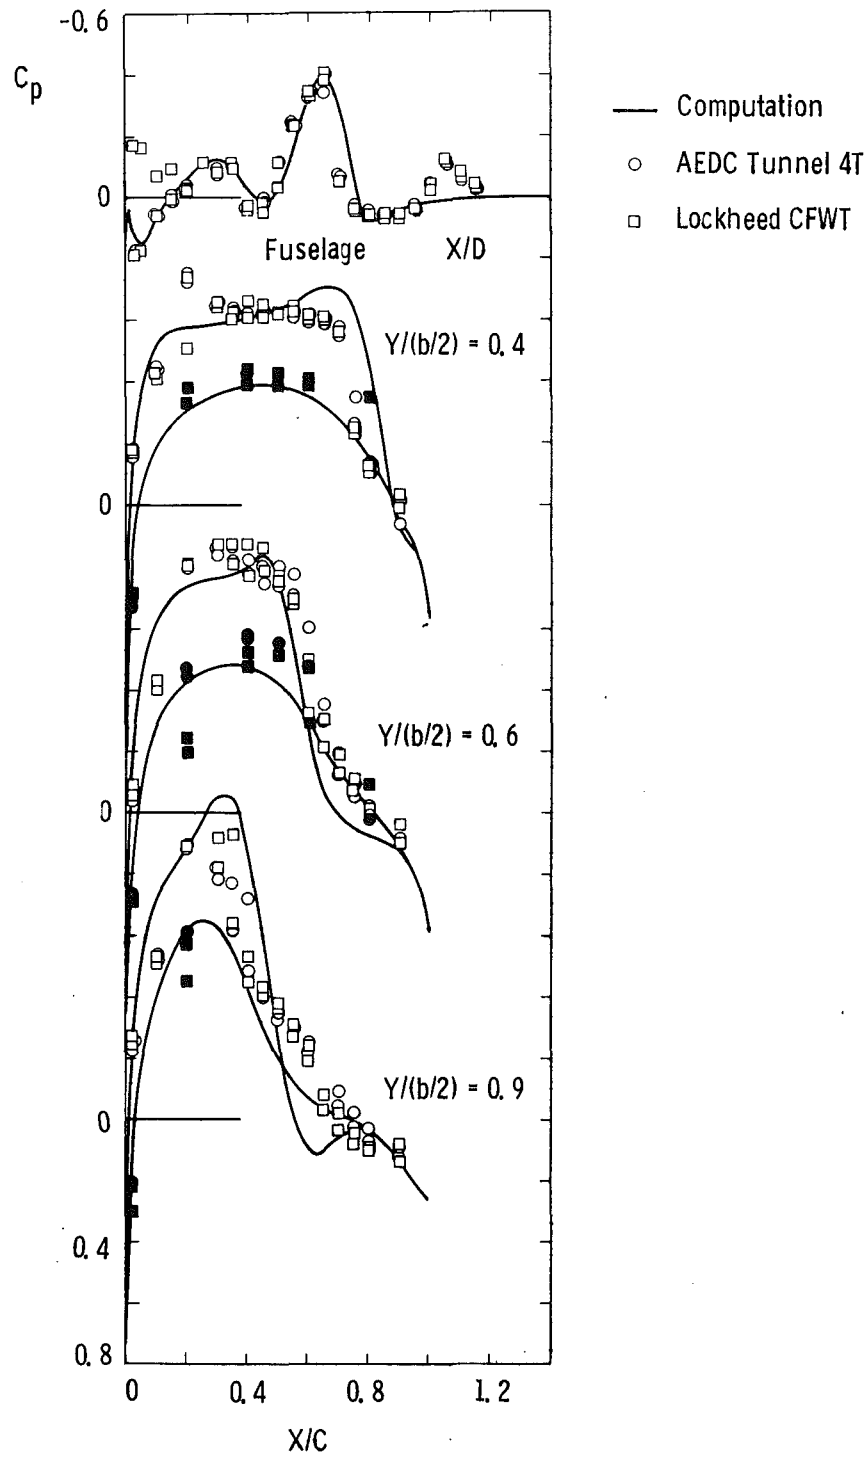 -0.6
Cp
0
Fuselage X/D
Y/(b/2) = 0.4
0
Y/(b/2) = 0.6
0
Y/(b/2) = 0.9
0
0.4
0.8
0 0.4 0.8 1.2
X/C
Computation
AEDC Tunnel 4T
Lockheed CFWT